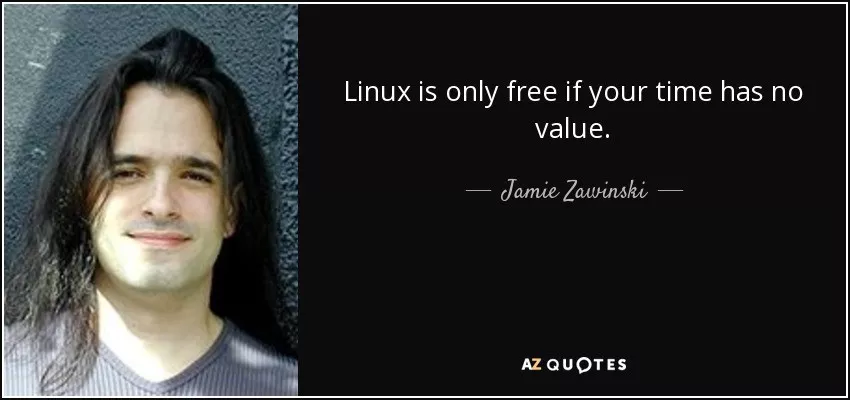 Linux is only free if your time has no
value.
— Jamie Zawinski —
AZ QUOTES